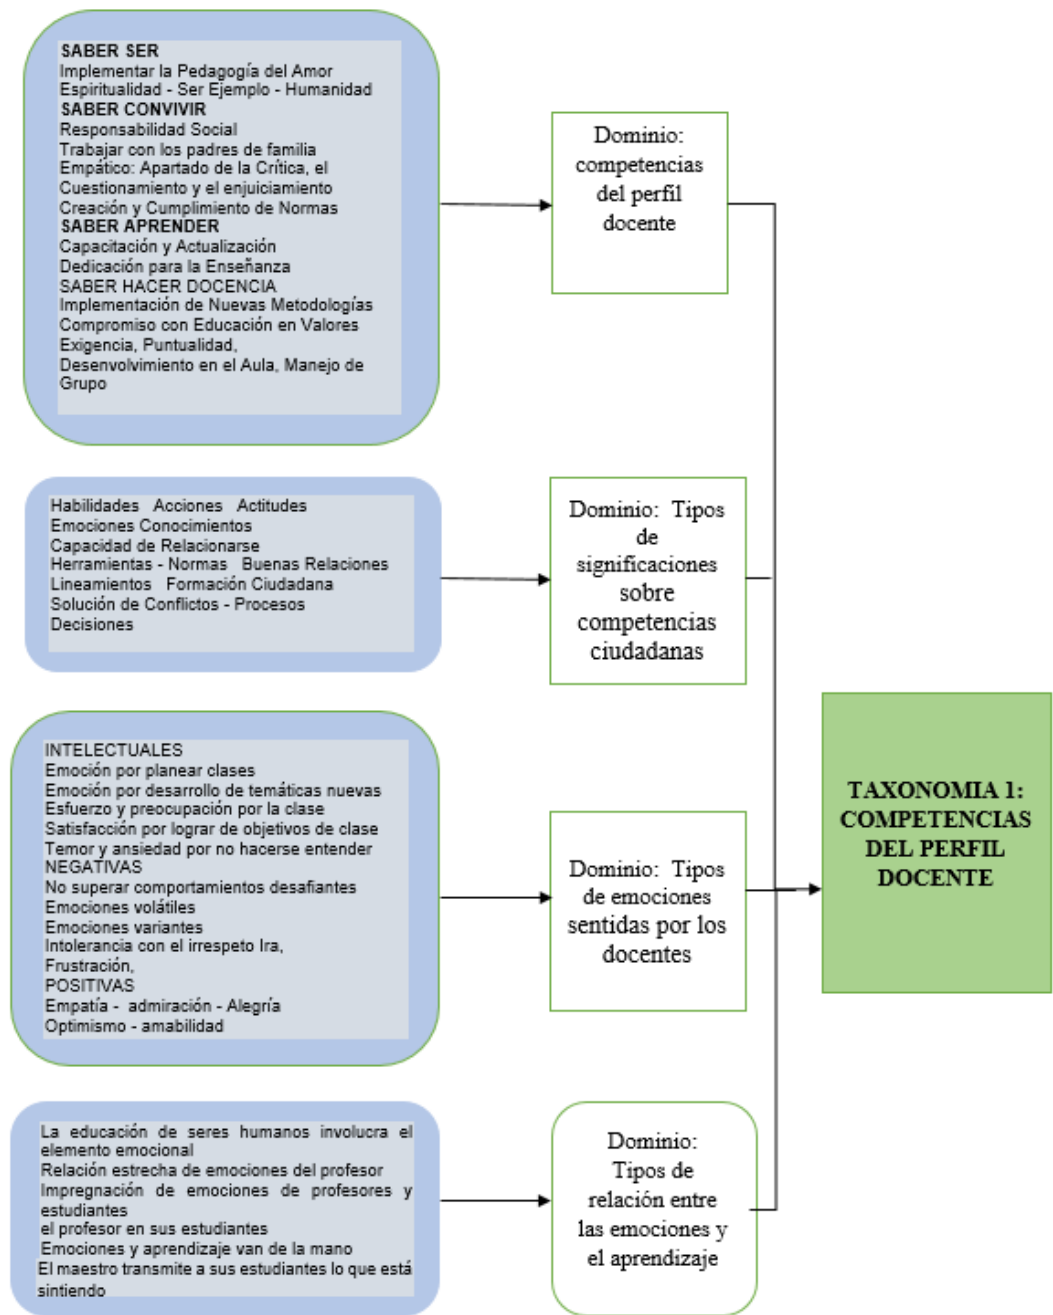 SABER SER
Implementar la Pedagogía del Amor
Espiritualidad - Ser Ejemplo - Humanidad
SABER CONVIVIR
Responsabilidad Social
Trabajar con los padres de familia
Empático: Apartado de la Crítica, el
Cuestionamiento y el enjuiciamiento
Creación y Cumplimiento de Normas
SABER APRENDER
Capacitación y Actualización
Dedicación para la Enseñanza
SABER HACER DOCENCIA
Implementación de Nuevas Metodologías
Compromiso con Educación en Valores
Exigencia, Puntualidad,
Desenvolvimiento en el Aula, Manejo de
Grupo
Dominio:
competencias
del perfil
docente
Habilidades Acciones Actitudes
Emociones Conocimientos
Capacidad de Relacionarse
Herramientas - Normas Buenas Relaciones
Lineamientos Formación Ciudadana
Solución de Conflictos - Procesos
Decisiones
Dominio: Tipos
de
significaciones
sobre
competencias
ciudadanas
INTELECTUALES
Emoción por planear clases
Emoción por desarrollo de temáticas nuevas
Esfuerzo y preocupación por la clase
Satisfacción por lograr de objetivos de clase
Temor y ansiedad por no hacerse entender
NEGATIVAS
No superar comportamientos desafiantes
Emociones volátiles
Emociones variantes
Intolerancia con el irrespeto Ira,
Frustración,
POSITIVAS
Empatía - admiración - Alegría
Optimismo - amabilidad
Dominio: Tipos
de emociones
sentidas por los
docentes
La educación de seres humanos involucra el
elemento emocional
Relación estrecha de emociones del profesor
Impregnación de emociones de profesores y
estudiantes
el profesor en sus estudiantes
Emociones y aprendizaje van de la mano
El maestro transmite a sus estudiantes lo que está
sintiendo
Dominio:
Tipos de
relación entre
las emociones y
el aprendizaje
TAXONOMIA 1:
COMPETENCIAS
DEL PERFIL
DOCENTE